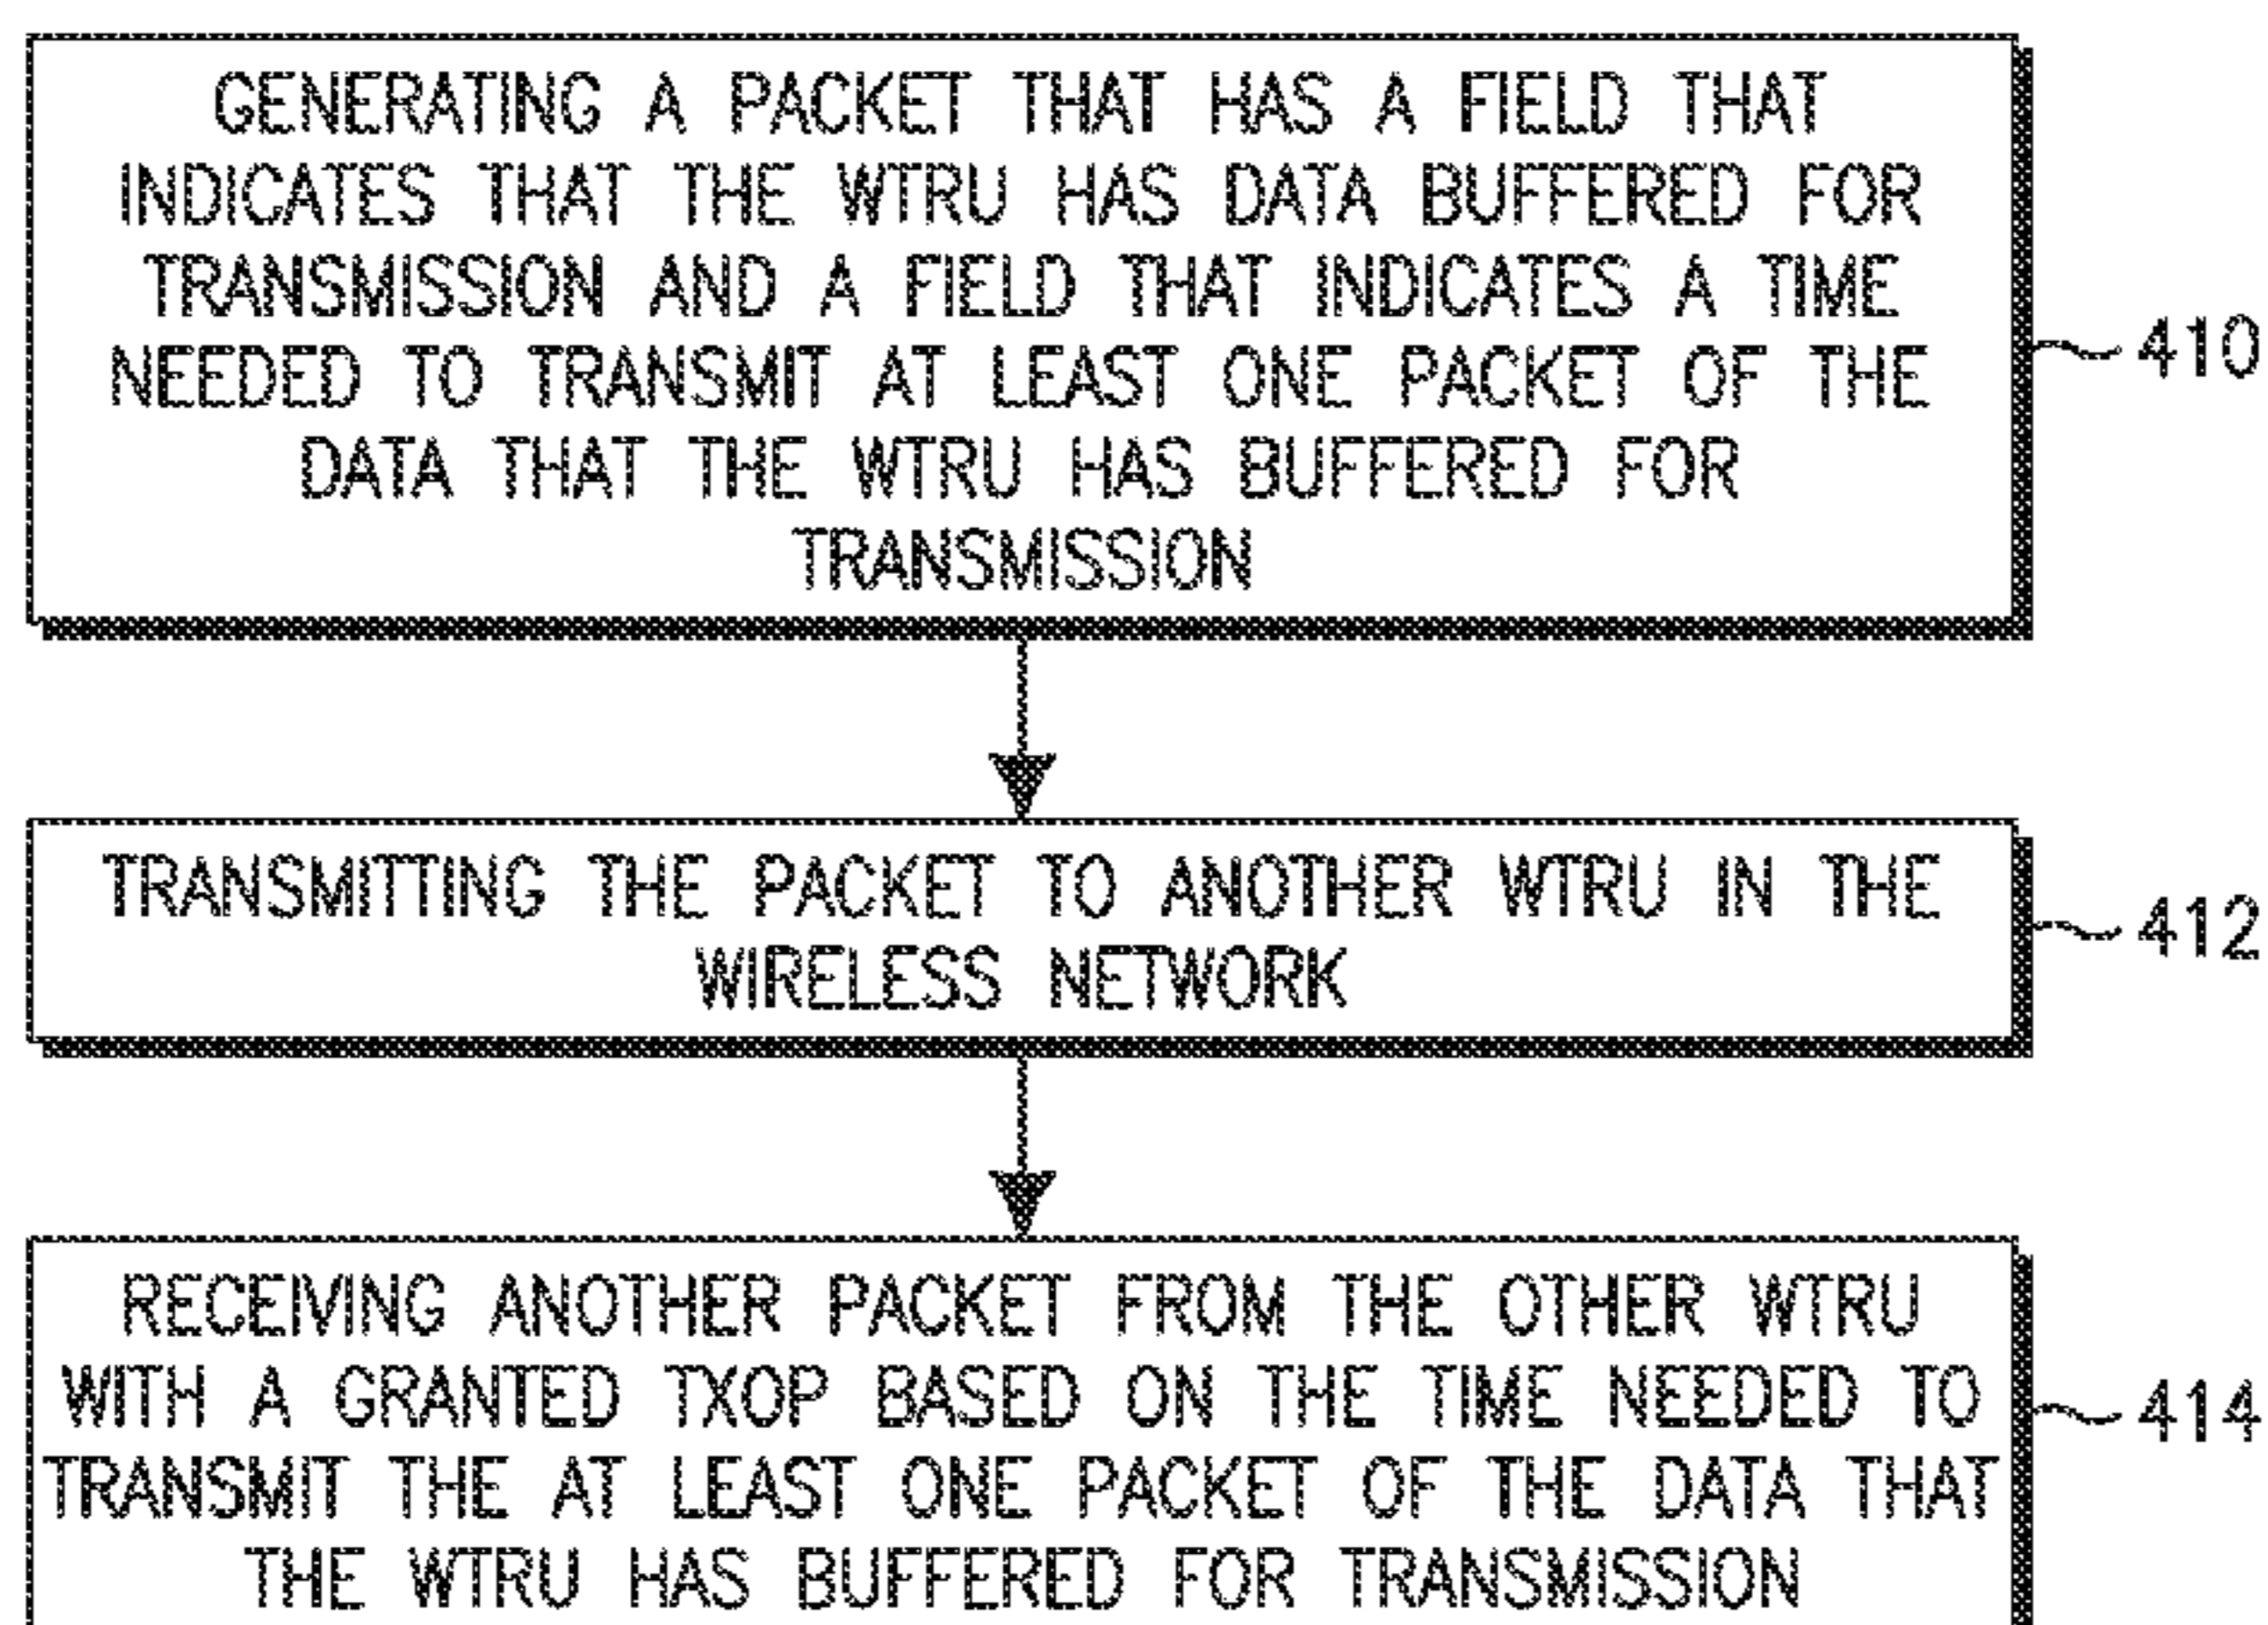 GENERATING A PACKET THAT HAS A FIELD THAT
INDICATES THAT THE WTRU HAS DATA BUFFERED FOR
TRANSMISSION AND A FIELD THAT INDICATES A TIME
NEEDED TO TRANSMIT AT LEAST ONE PACKET OF THE
DATA THAT THE WTRU HAS BUFFERED FOR
TRANSMISSION
410
TRANSMITTING THE PACKET TO ANOTHER WTRU IN THE
WIRELESS NETWORK
412
RECEIVING ANOTHER PACKET FROM THE OTHER WTRU
WITH A GRANTED TXOP BASED ON THE TIME NEEDED TO
TRANSMIT THE AT LEAST ONE PACKET OF THE DATA THAT
THE WTRU HAS BUFFERED FOR TRANSMISSION
414